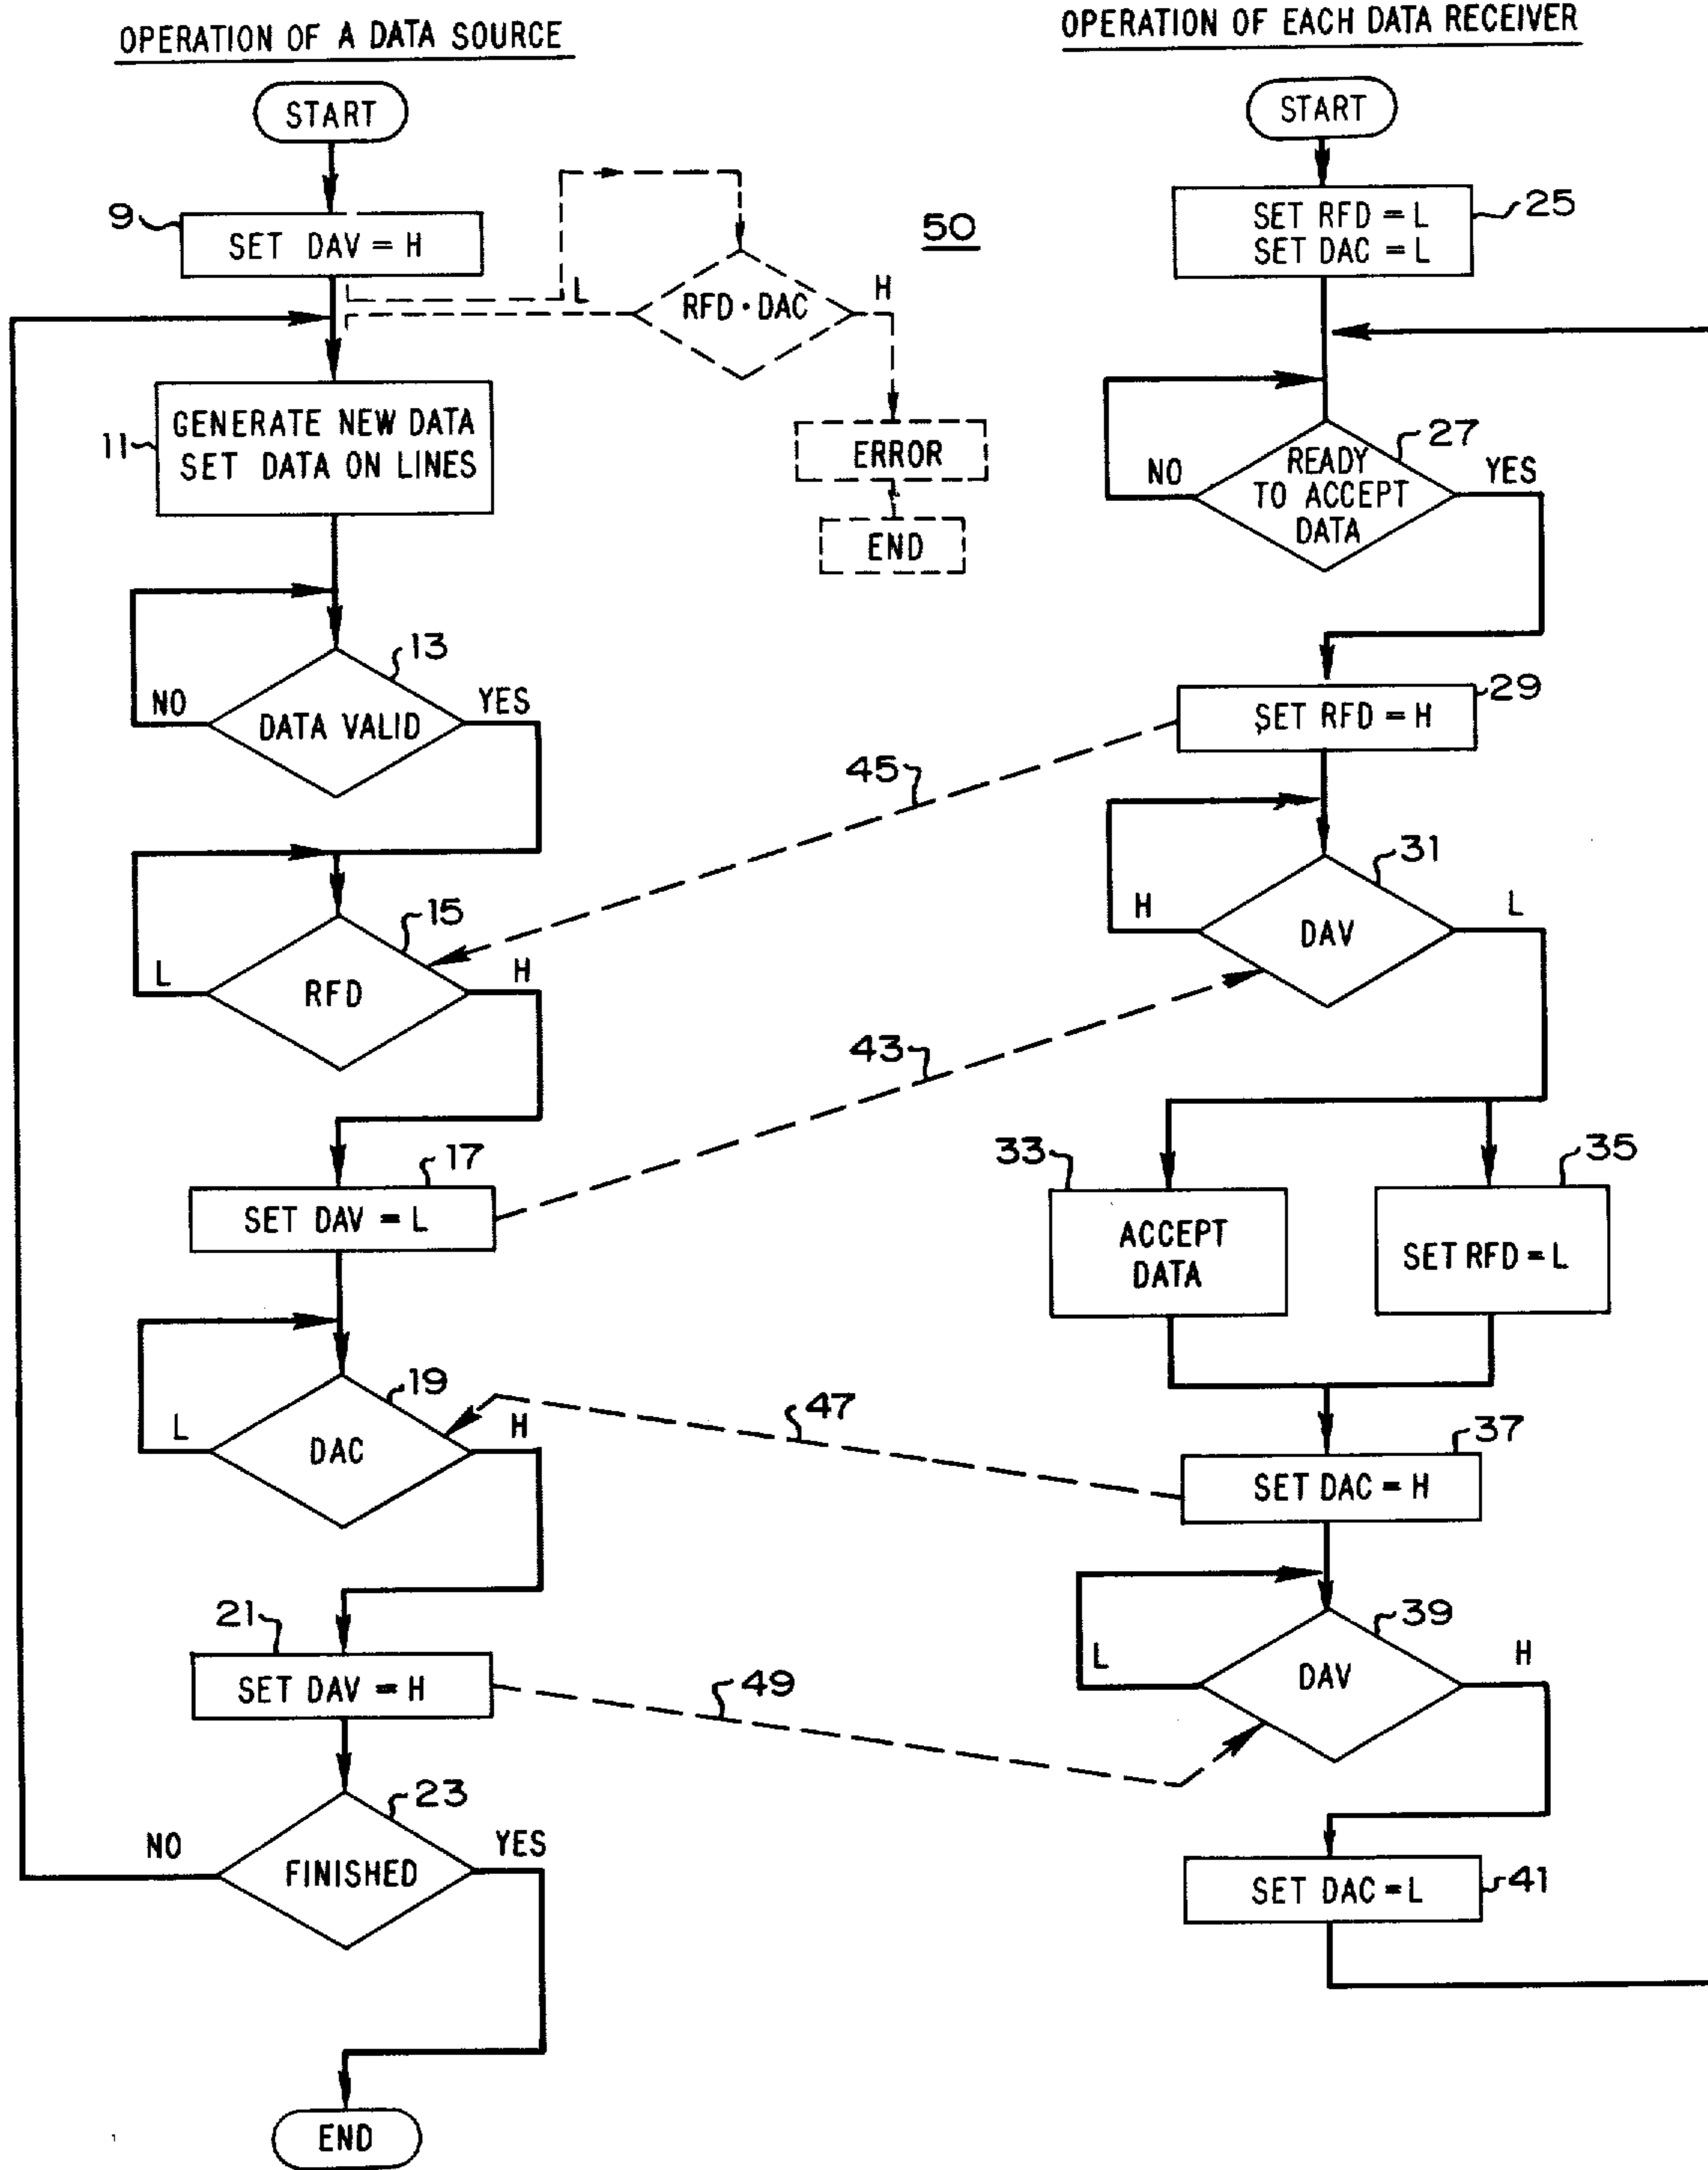 OPERATION OF A DATA SOURCE
START
9
SET DAV = H
50
L
RFD · DAC
H
ERROR
END
11
GENERATE NEW DATA
SET DATA ON LINES
13
NO
DATA VALID
YES
15
L
RFD
H
17
SET DAV = L
19
L
DAC
H
21
SET DAV = H
23
NO
FINISHED
YES
END
45
43
47
49
OPERATION OF EACH DATA RECEIVER
START
25
SET RFD = L
SET DAC = L
27
NO
READY
TO ACCEPT
DATA
YES
29
SET RFD = H
31
H
DAV
L
33
ACCEPT
DATA
35
SET RFD = L
37
SET DAC = H
39
L
DAV
H
SET DAC = L
41